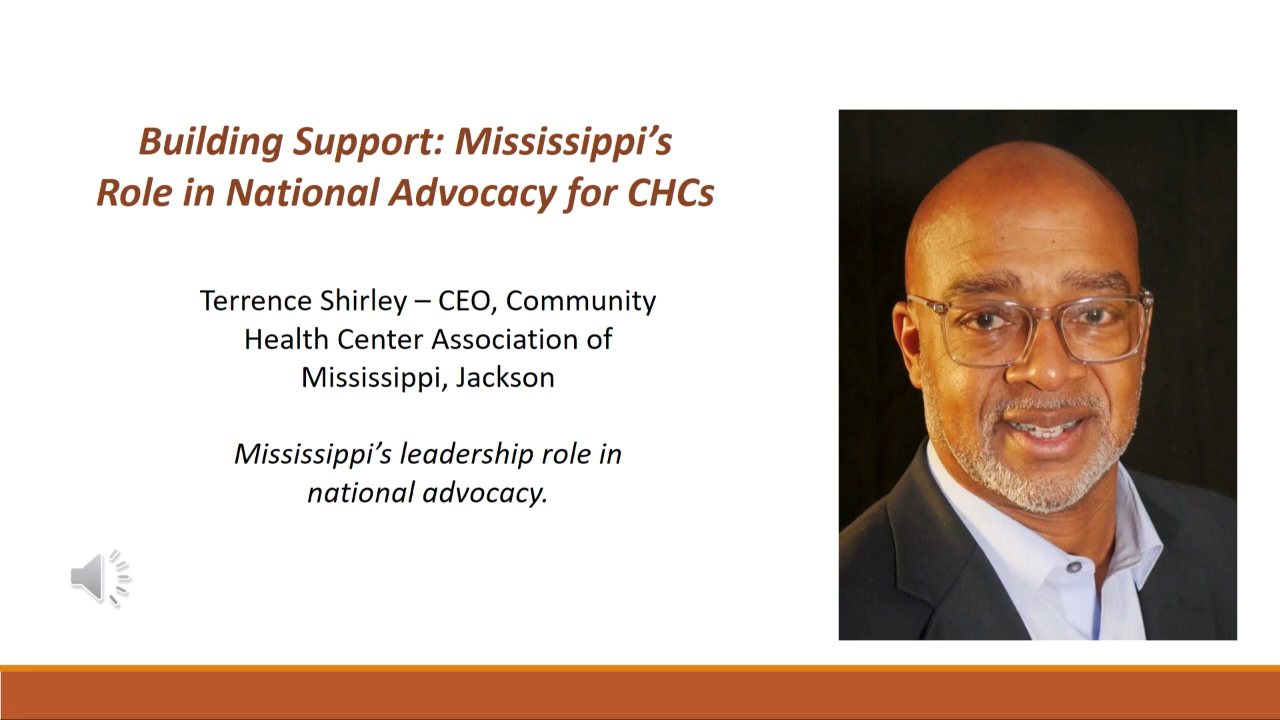 Building Support: Mississippi’s
Role in National Advocacy for CHCs
Terrence Shirley – CEO, Community
Health Center Association of
Mississippi, Jackson
Mississippi’s leadership role in
national advocacy.